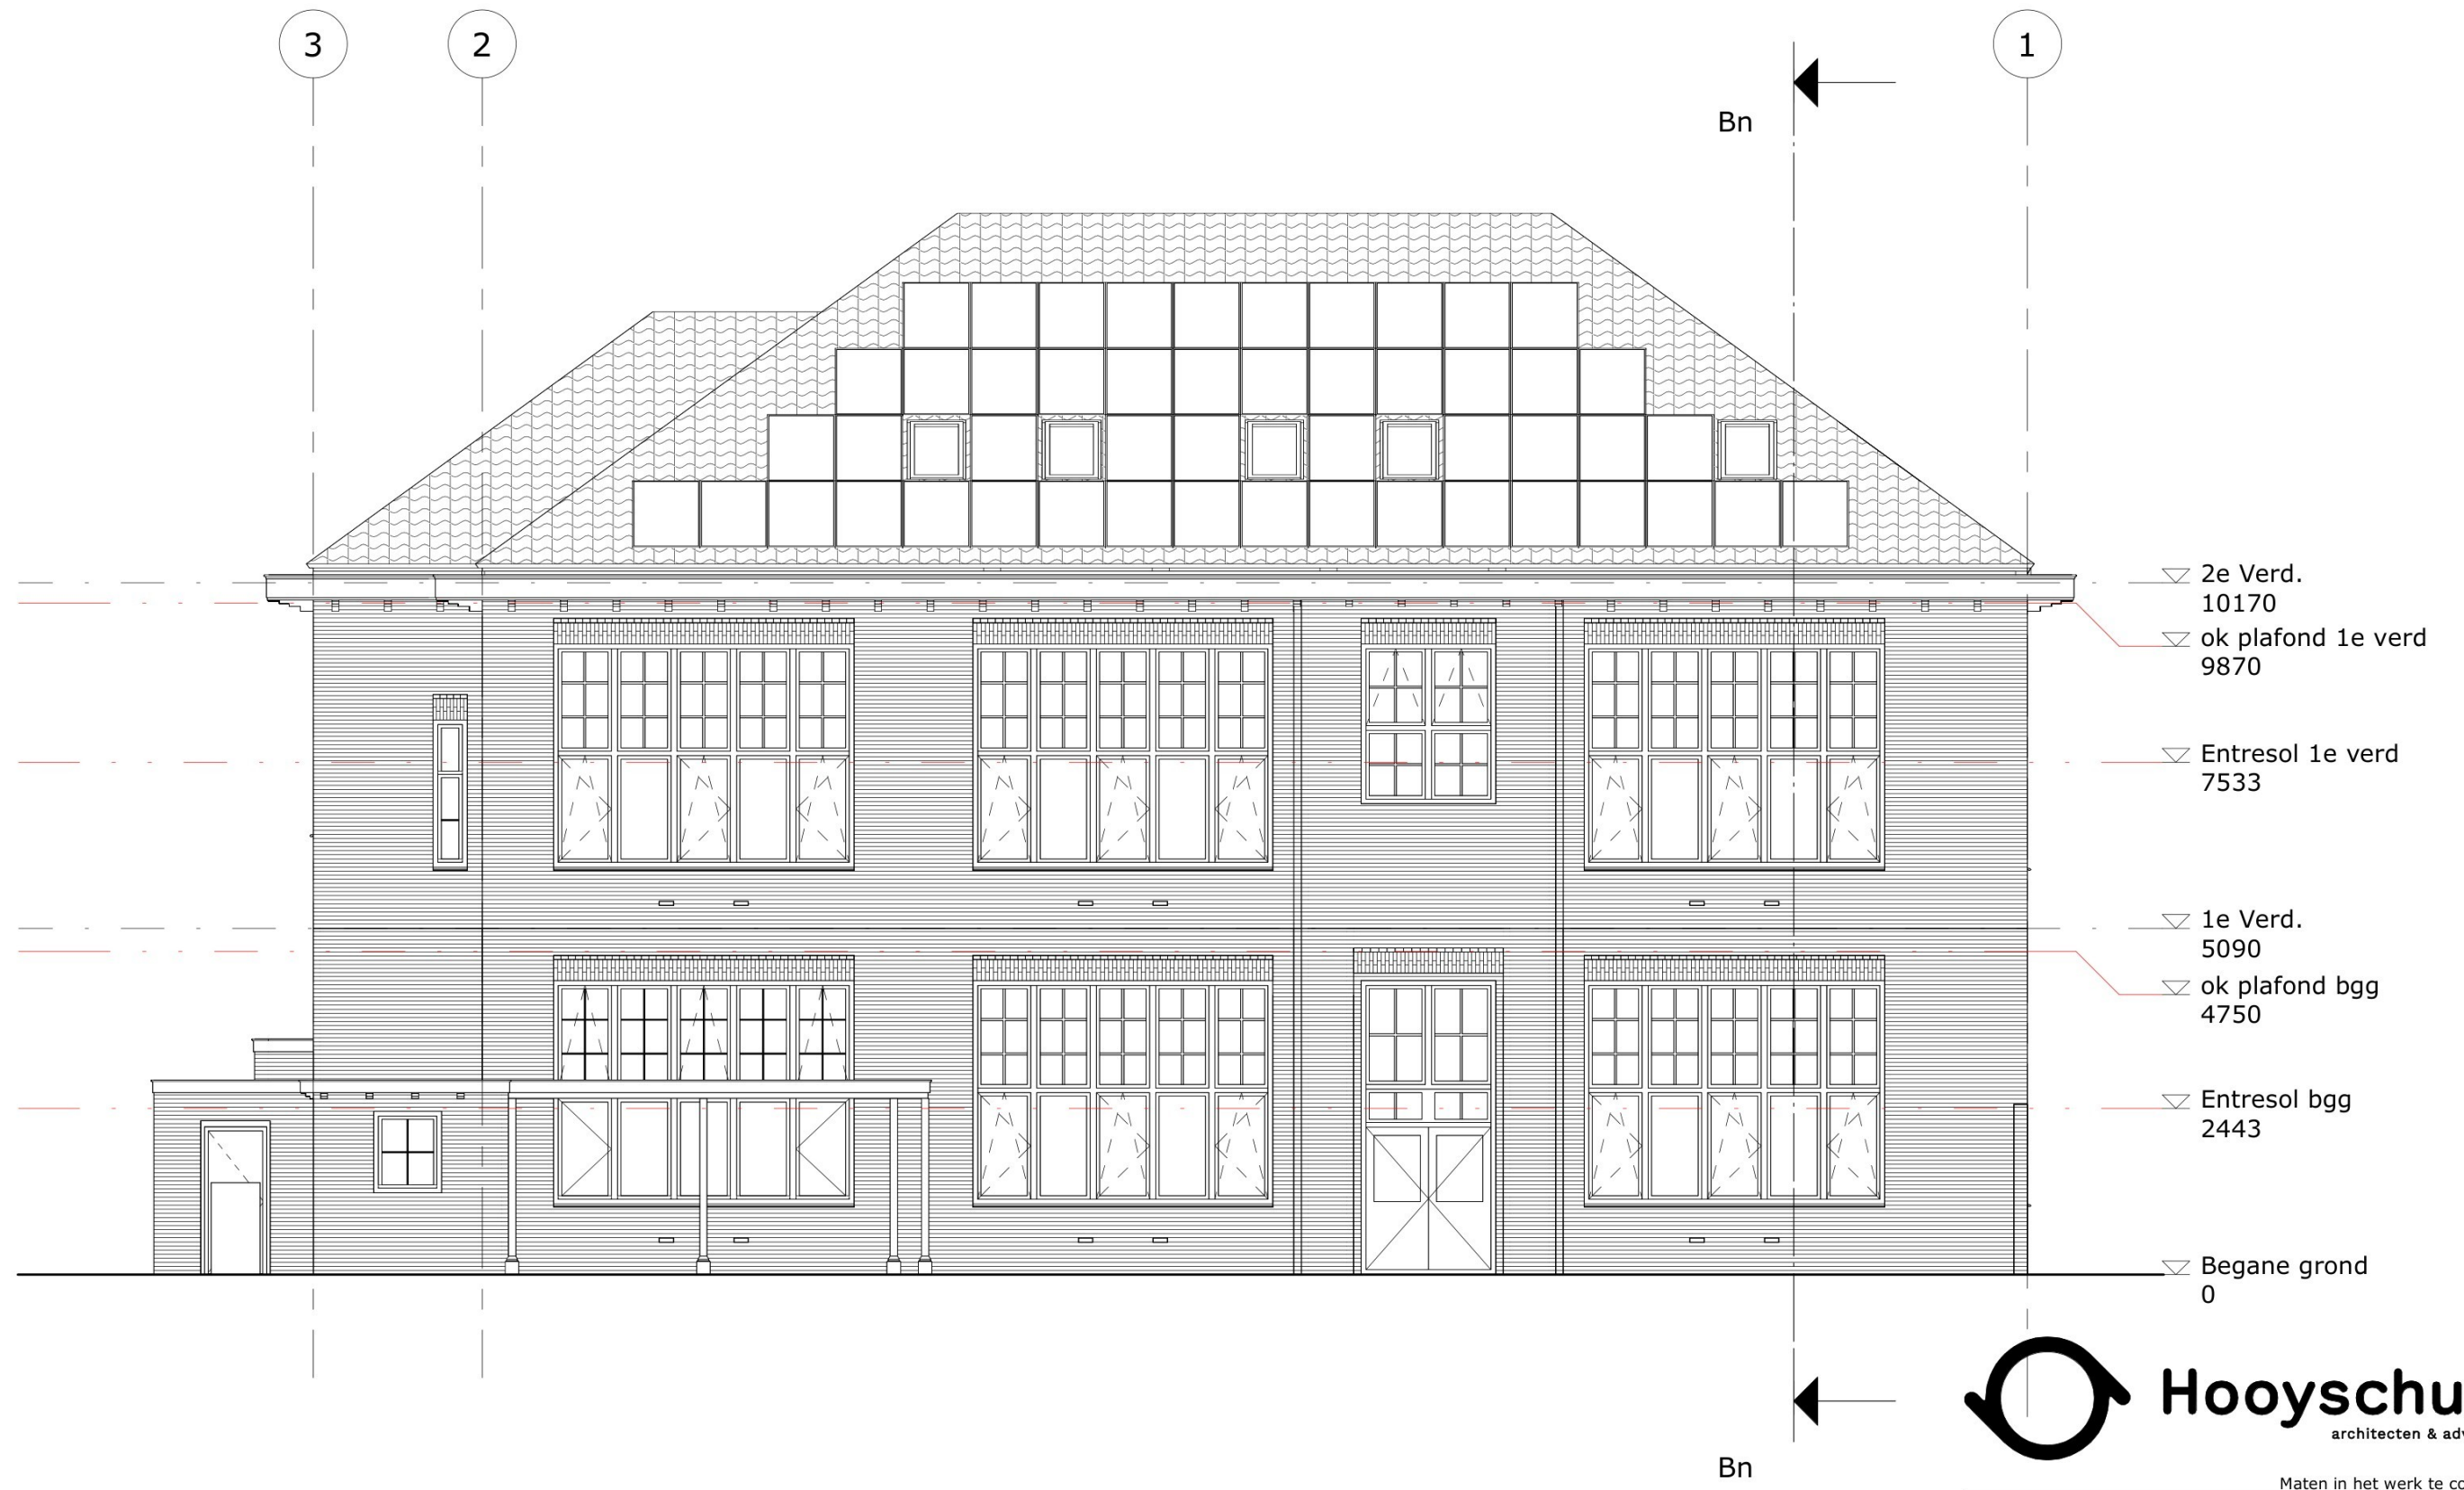 3
2
1
Bn
2e Verd.
10170
ok plafond 1e verd
9870
Entresol 1e verd
7533
1e Verd.
5090
ok plafond bgg
4750
Entresol bgg
2443
Begane grond
0
Hooyschu
architecten & adv
Bn
Maten in het werk te co